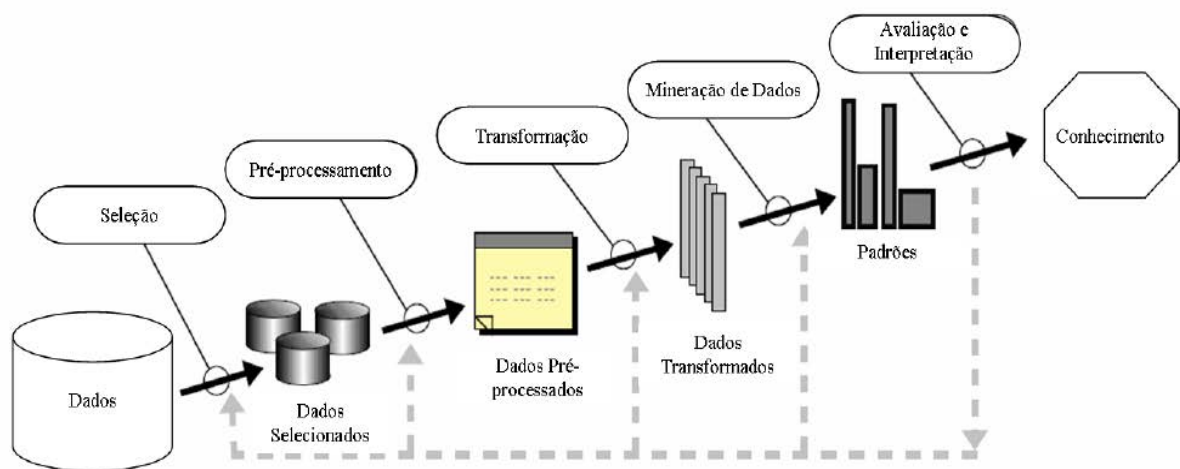 Avaliação e
Interpretação
Mineração de Dados
Conhecimento
Transformação
Pré-processamento
Padrões
Seleção
Dados
Transformados
Dados Pré-
processados
Dados
Dados
Selecionados